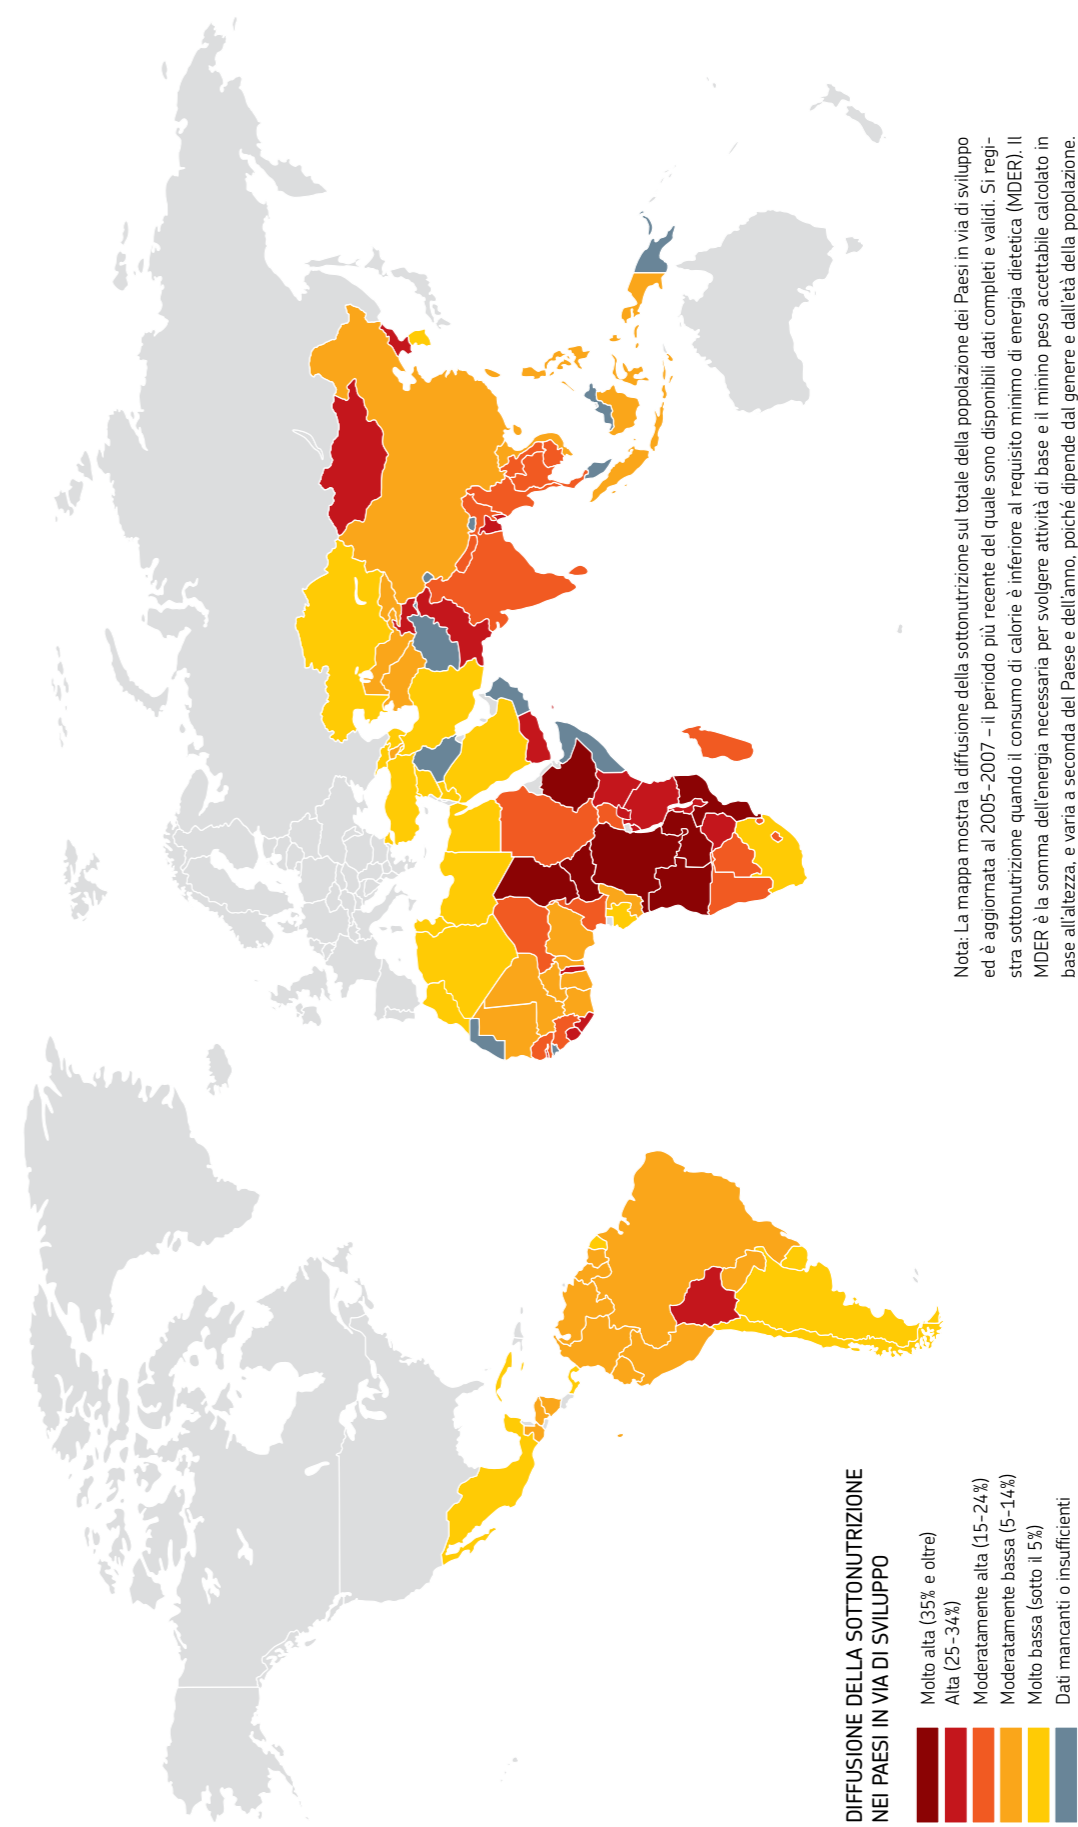 DIFFUSIONE DELLA SOTTONUTRIZIONE
NEI PAESI IN VIA DI SVILUPPO
Molto alta (35% e oltre)
Alta (25-34%)
Moderatamente alta (15-24%)
Moderatamente bassa (5-14%)
Molto bassa (sotto il 5%)
Dati mancanti o insufficienti
Nota: La mappa mostra la diffusione della sottonutrizione sul totale della popolazione dei Paesi in via di sviluppo
ed è aggiornata al 2005-2007 – il periodo più recente del quale sono disponibili dati completi e validi. Si regi-
stra sottonutrizione quando il consumo di calorie è inferiore al requisito minimo di energia dietetica (MDER). Il
MDER è la somma dell'energia necessaria per svolgere attività di base e il minino peso accettabile calcolato in
base all'altezza, e varia a seconda del Paese e dell'anno, poiché dipende dal genere e dall'età della popolazione.